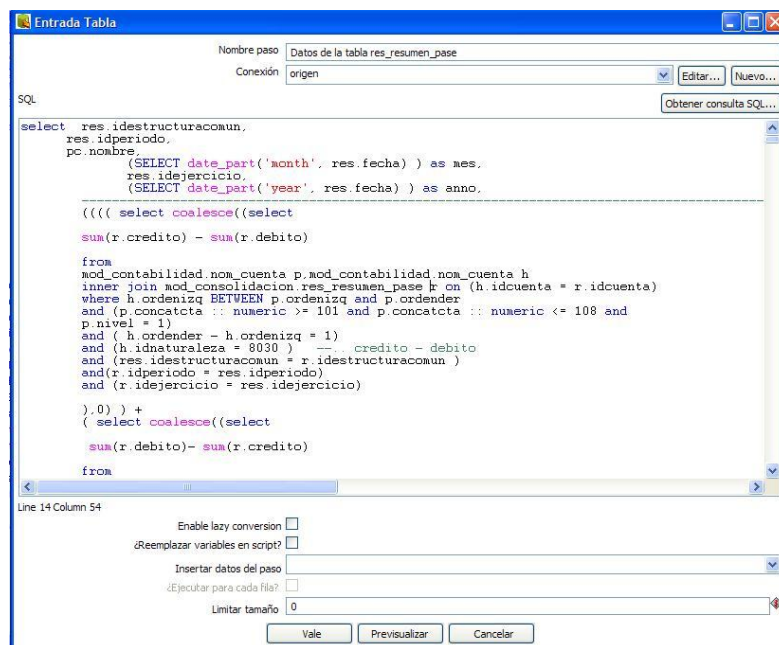 Entrada Tabla
Nombre paso Datos de la tabla res_resumen_pase
Conexión origen Editar... Nuevo...
SQL Obtener consulta SQL...
select res.idestructuracomun,
res.idperiodo,
pc.nombre,
(SELECT date_part('month', res.fecha) ) as mes,
res.idejercicio,
(SELECT date_part('year', res.fecha) ) as anno,
(((( select coalesce((select
sum(r.credito) - sum(r.debito)
from
mod_contabilidad.nom_cuenta p,mod_contabilidad.nom_cuenta h
inner join mod_consolidacion.res_resumen_pase r on (h.idcuenta = r.idcuenta)
where h.ordenizq BETWEEN p.ordenizq and p.ordender
and (p.concatcta :: numeric >= 101 and p.concatcta :: numeric <= 108 and
p.nivel = 1)
and ( h.ordender - h.ordenizq = 1)
and (h.idnaturaleza = 8030 ) --.. credito - debito
and (res.idestructuracomun = r.idestructuracomun )
and(r.idperiodo = res.idperiodo)
and (r.idejercicio = res.idejercicio)
),0) ) +
( select coalesce((select
sum(r.debito)- sum(r.credito)
from
Line 14 Column 54
Enable lazy conversion
¿Reemplazar variables en script?
Insertar datos del paso
¿Ejecutar para cada fila?
Limitar tamaño 0
Vale Previsualizar Cancelar